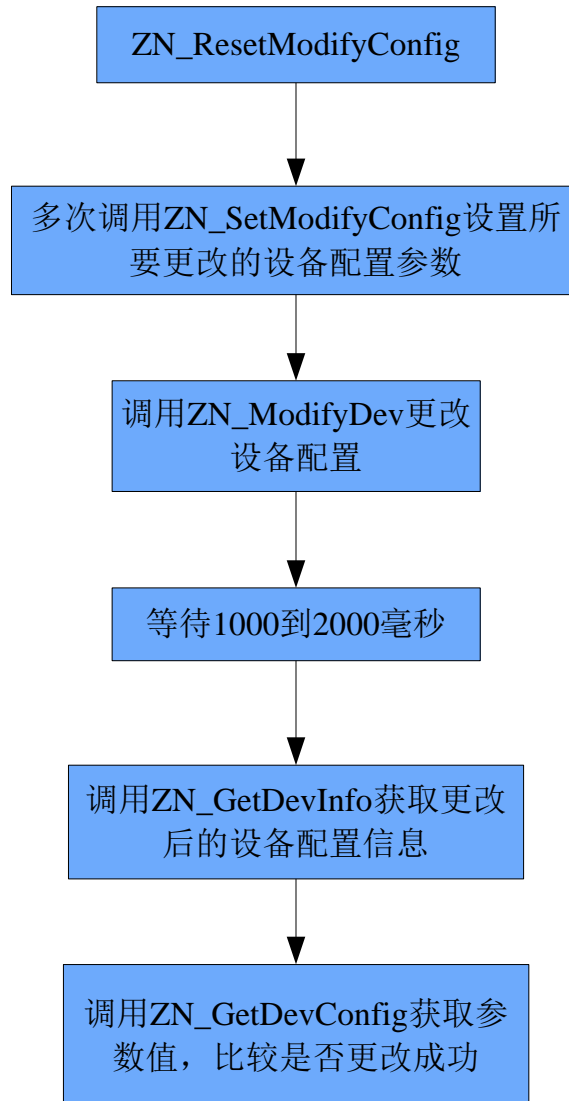 ZN_ResetModifyConfig
多次调用ZN_SetModifyConfig设置所
要更改的设备配置参数
调用ZN_ModifyDev更改
设备配置
等待1000到2000毫秒
调用ZN_GetDevInfo获取更改
后的设备配置信息
调用ZN_GetDevConfig获取参
数值，比较是否更改成功